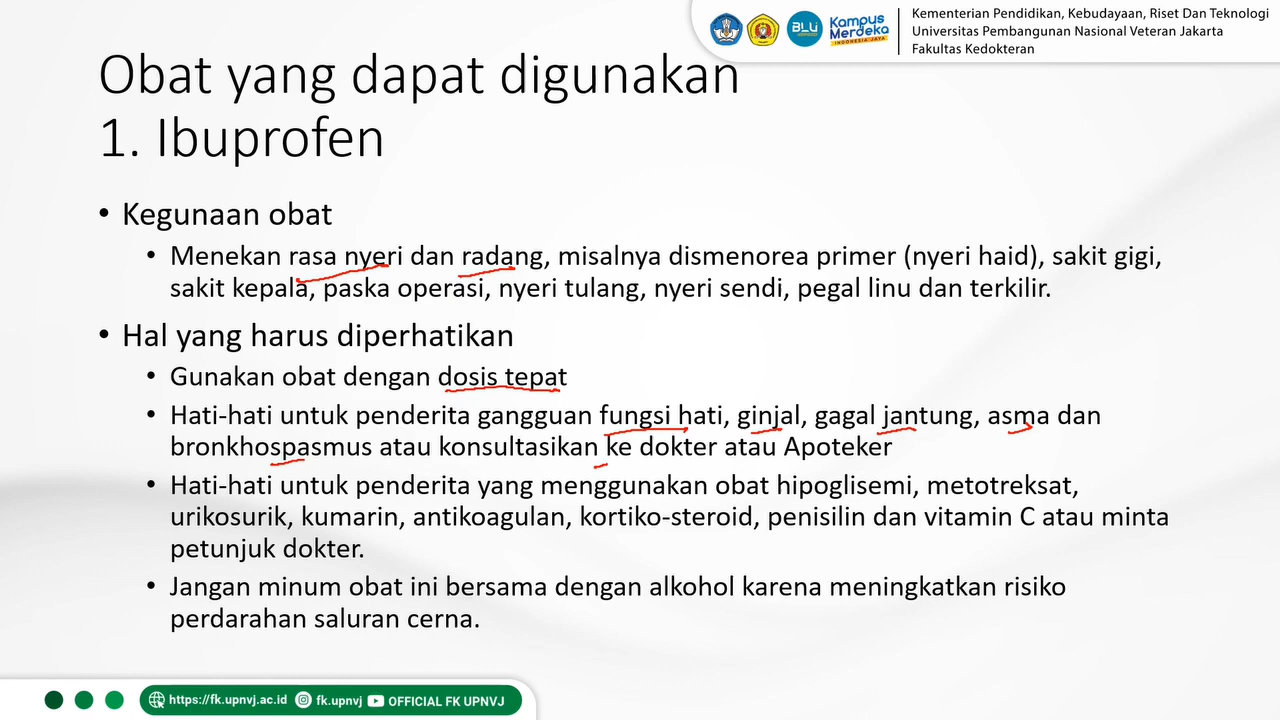 BLU
Kampus
Merdeka
INDONESIA JAYA
Kementerian Pendidikan, Kebudayaan, Riset Dan Teknologi
Universitas Pembangunan Nasional Veteran Jakarta
Fakultas Kedokteran
Obat yang dapat digunakan
1. Ibuprofen
• Kegunaan obat
• Menekan rasa nyeri dan radang, misalnya dismenorea primer (nyeri haid), sakit gigi,
sakit kepala, paska operasi, nyeri tulang, nyeri sendi, pegal linu dan terkilir.
• Hal yang harus diperhatikan
• Gunakan obat dengan dosis tepat
• Hati-hati untuk penderita gangguan fungsi hati, ginjal, gagal jantung, asma dan
bronkhospasmus atau konsultasikan ke dokter atau Apoteker
• Hati-hati untuk penderita yang menggunakan obat hipoglisemi, metotreksat,
urikosurik, kumarin, antikoagulan, kortiko-steroid, penisilin dan vitamin C atau minta
petunjuk dokter.
• Jangan minum obat ini bersama dengan alkohol karena meningkatkan risiko
perdarahan saluran cerna.
https://fk.upnvj.ac.id fk.upnvj OFFICIAL FK UPNVJ